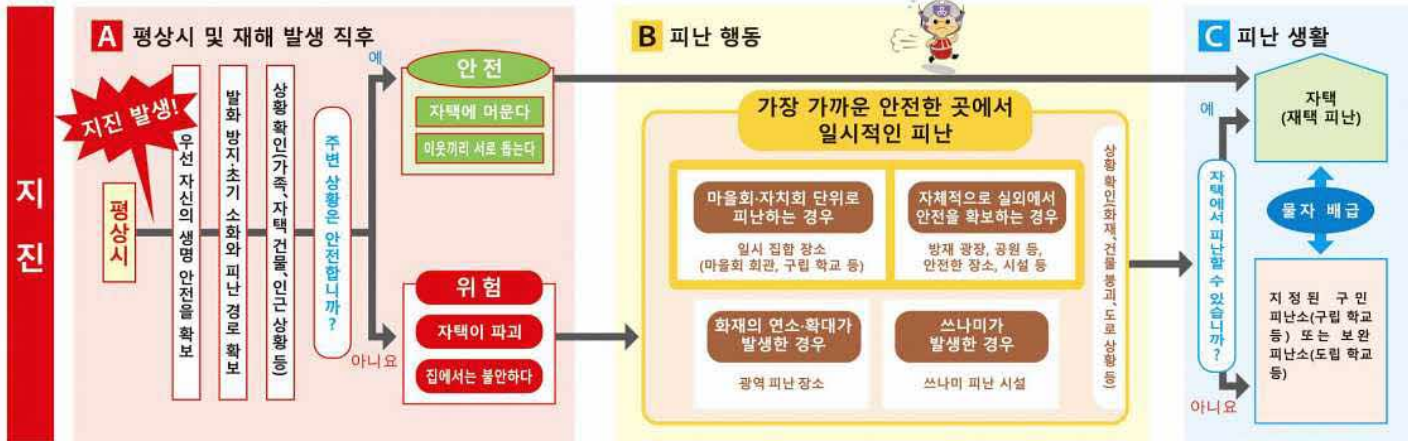 지진
A 평상시 및 재해 발생 직후
지진 발생!
평상시
우선 자신의 생명 안전을 확보
발화 방지·초기 소화와 피난 경로 확보
상황 확인(가족、자택 건물、인근 상황 등)
주변 상황은 안전합니까?
예
안전
자택에 머문다
이웃끼리 서로 돕는다
아니요
위험
자택이 파괴
집에서는 불안하다
B 피난 행동
가장 가까운 안전한 곳에서
일시적인 피난
마을회·자치회 단위로
피난하는 경우
일시 집합 장소
(마을회 회관, 구립 학교 등)
자체적으로 실외에서
안전을 확보하는 경우
방재 광장, 공원 등,
안전한 장소, 시설 등
화재의 연소·확대가
발생한 경우
광역 피난 장소
쓰나미가
발생한 경우
쓰나미 피난 시설
상황 확인(화재、건물 붕괴、도로 상황 등)
C 피난 생활
자택에서 피난할 수 있습니까?
예
자택
(재택 피난)
물자 배급
아니요
지정된 구민
피난소(구립 학교
등) 또는 보완
피난소(도립 학교
등)